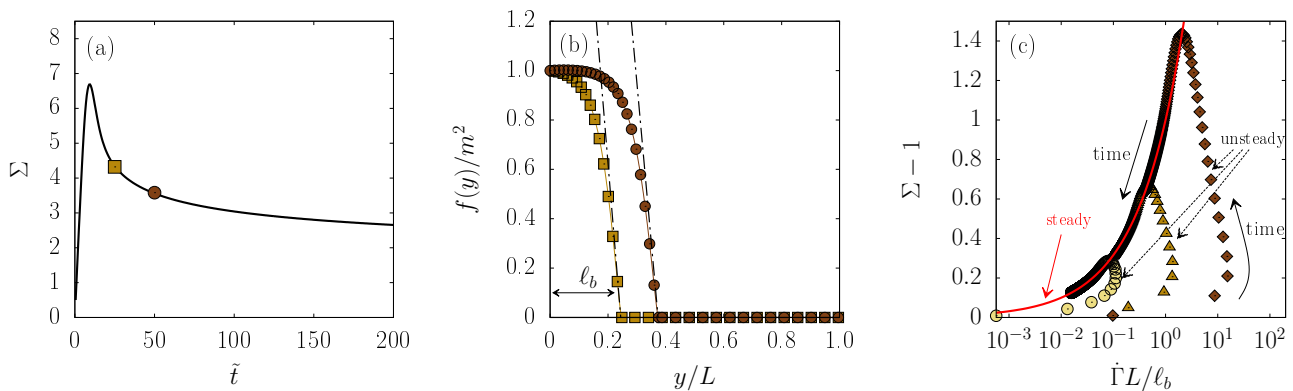 (a)
Σ
8
7
6
5
4
3
2
1
0
0 50 100 150 200
t̃
(b)
f(y)/m²
1.2
1.0
0.8
0.6
0.4
0.2
0
ℓ_b
0.0 0.2 0.4 0.6 0.8 1.0
y/L
(c)
Σ − 1
1.4
1.2
1
0.8
0.6
0.4
0.2
0
time
unsteady
steady
time
10⁻³ 10⁻² 10⁻¹ 10⁰ 10¹ 10²
Γ̇L/ℓ_b